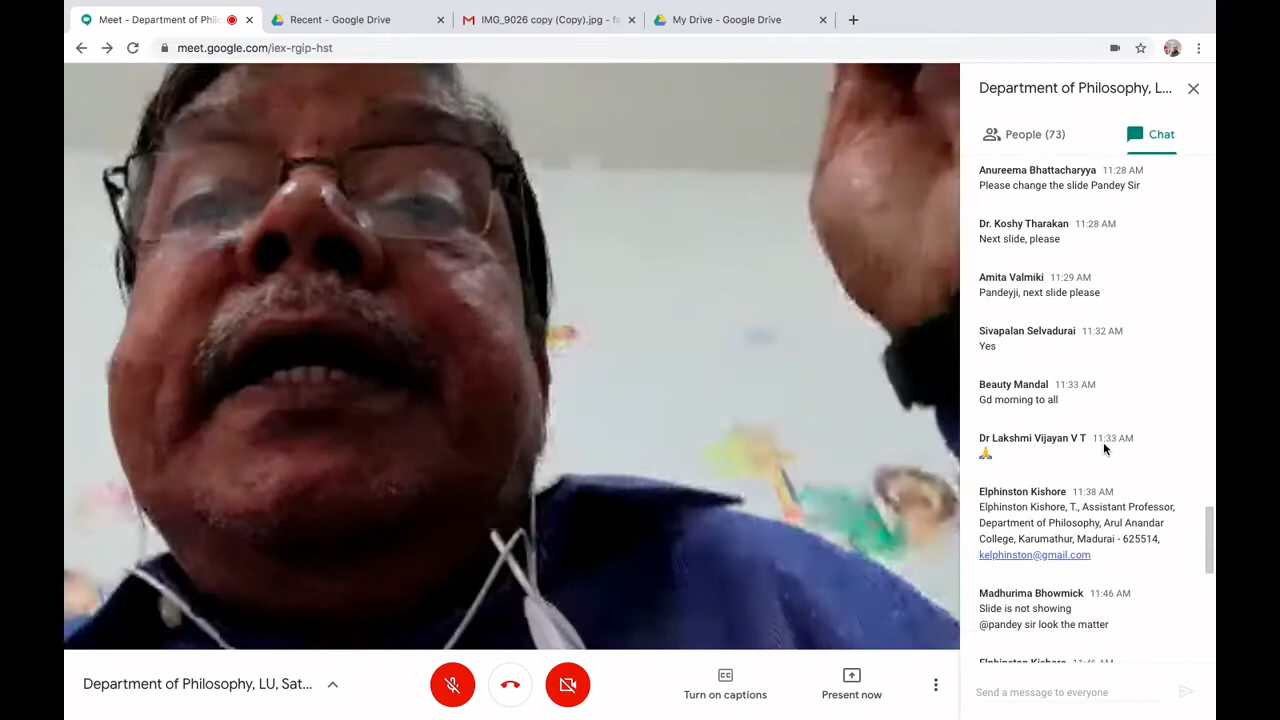 Meet - Department of Phil
Recent - Google Drive
IMG_9026 copy (Copy).jpg - fa
My Drive - Google Drive
meet.google.com/iex-rgip-hst
Department of Philosophy, L...
People (73)
Chat
Anureema Bhattacharyya 11:28 AM
Please change the slide Pandey Sir
Dr. Koshy Tharakan 11:28 AM
Next slide, please
Amita Valmiki 11:29 AM
Pandeyji, next slide please
Sivapalan Selvadurai 11:32 AM
Yes
Beauty Mandal 11:33 AM
Gd morning to all
Dr Lakshmi Vijayan V T 11:33 AM
🙏
Elphinston Kishore 11:38 AM
Elphinston Kishore, T., Assistant Professor,
Department of Philosophy, Arul Anandar
College, Karumathur, Madurai - 625514,
kelphinston@gmail.com
Madhurima Bhowmick 11:46 AM
Slide is not showing
@pandey sir look the matter
Elphinston Kishore 11:46 AM
Send a message to everyone
Department of Philosophy, LU, Sat...
Turn on captions
Present now